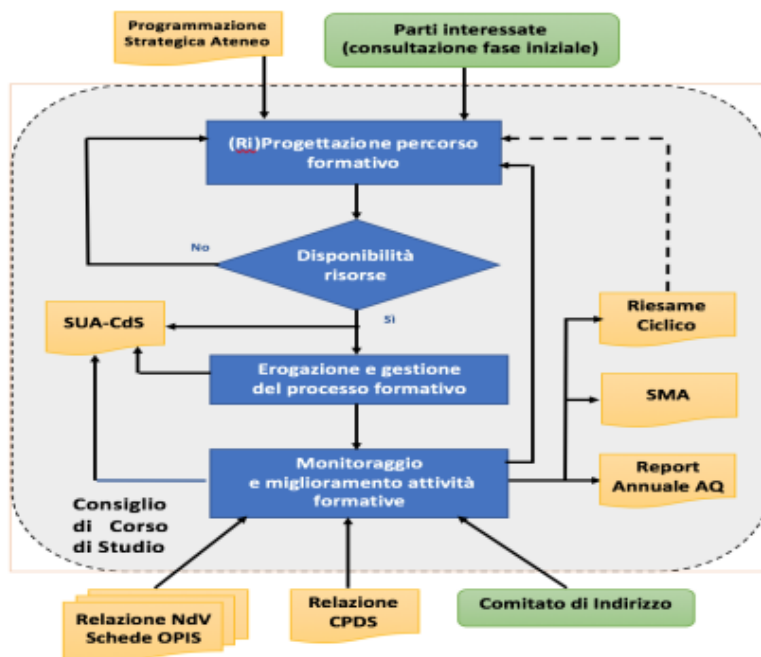 Programmazione
Strategica Ateneo
Parti interessate
(consultazione fase iniziale)
(Ri)Progettazione percorso
formativo
No
Disponibilità
risorse
Sì
SUA-CdS
Riesame
Ciclico
Erogazione e gestione
del processo formativo
SMA
Monitoraggio
e miglioramento attività
formative
Report
Annuale AQ
Consiglio
di Corso
di Studio
Relazione NdV
Schede OPIS
Relazione
CPDS
Comitato di Indirizzo